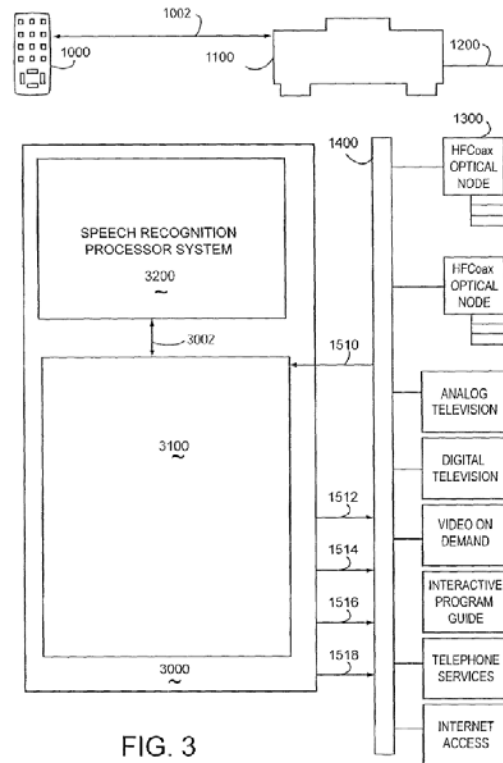 1002
1000
1100
1200
1300
1400
HFCoax
OPTICAL
NODE
SPEECH RECOGNITION
PROCESSOR SYSTEM
3200
HFCoax
OPTICAL
NODE
3002
1510
3100
ANALOG
TELEVISION
DIGITAL
TELEVISION
1512
VIDEO ON
DEMAND
1514
INTERACTIVE
PROGRAM
GUIDE
1516
1518
TELEPHONE
SERVICES
3000
INTERNET
ACCESS
FIG. 3